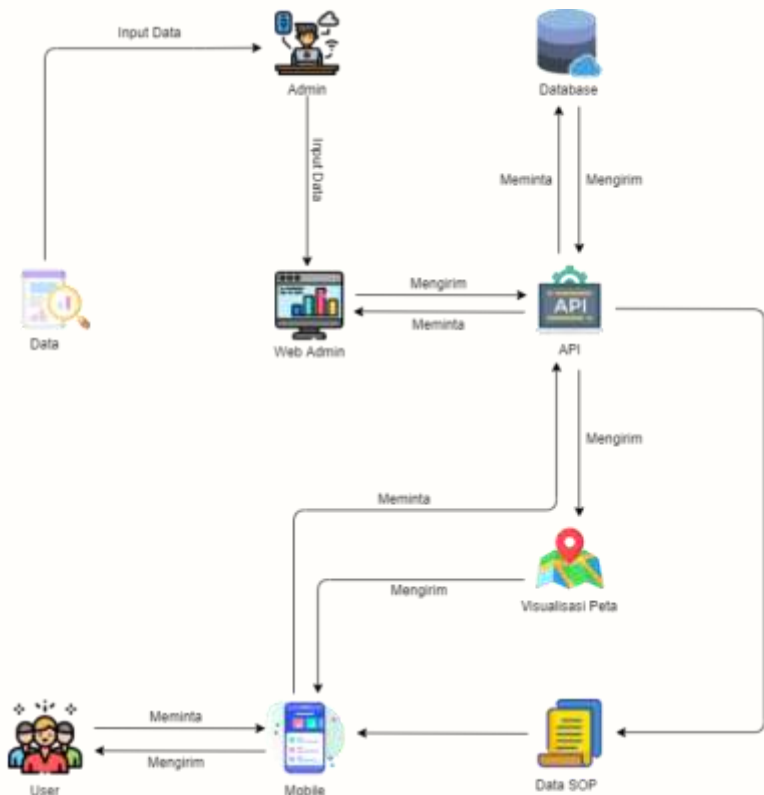 Input Data
Admin
Database
Input Data
Meminta
Mengirim
Data
Web Admin
Mengirim
Meminta
API
API
Mengirim
Meminta
Mengirim
Visualisasi Peta
User
Meminta
Mengirim
Mobile
Data SOP